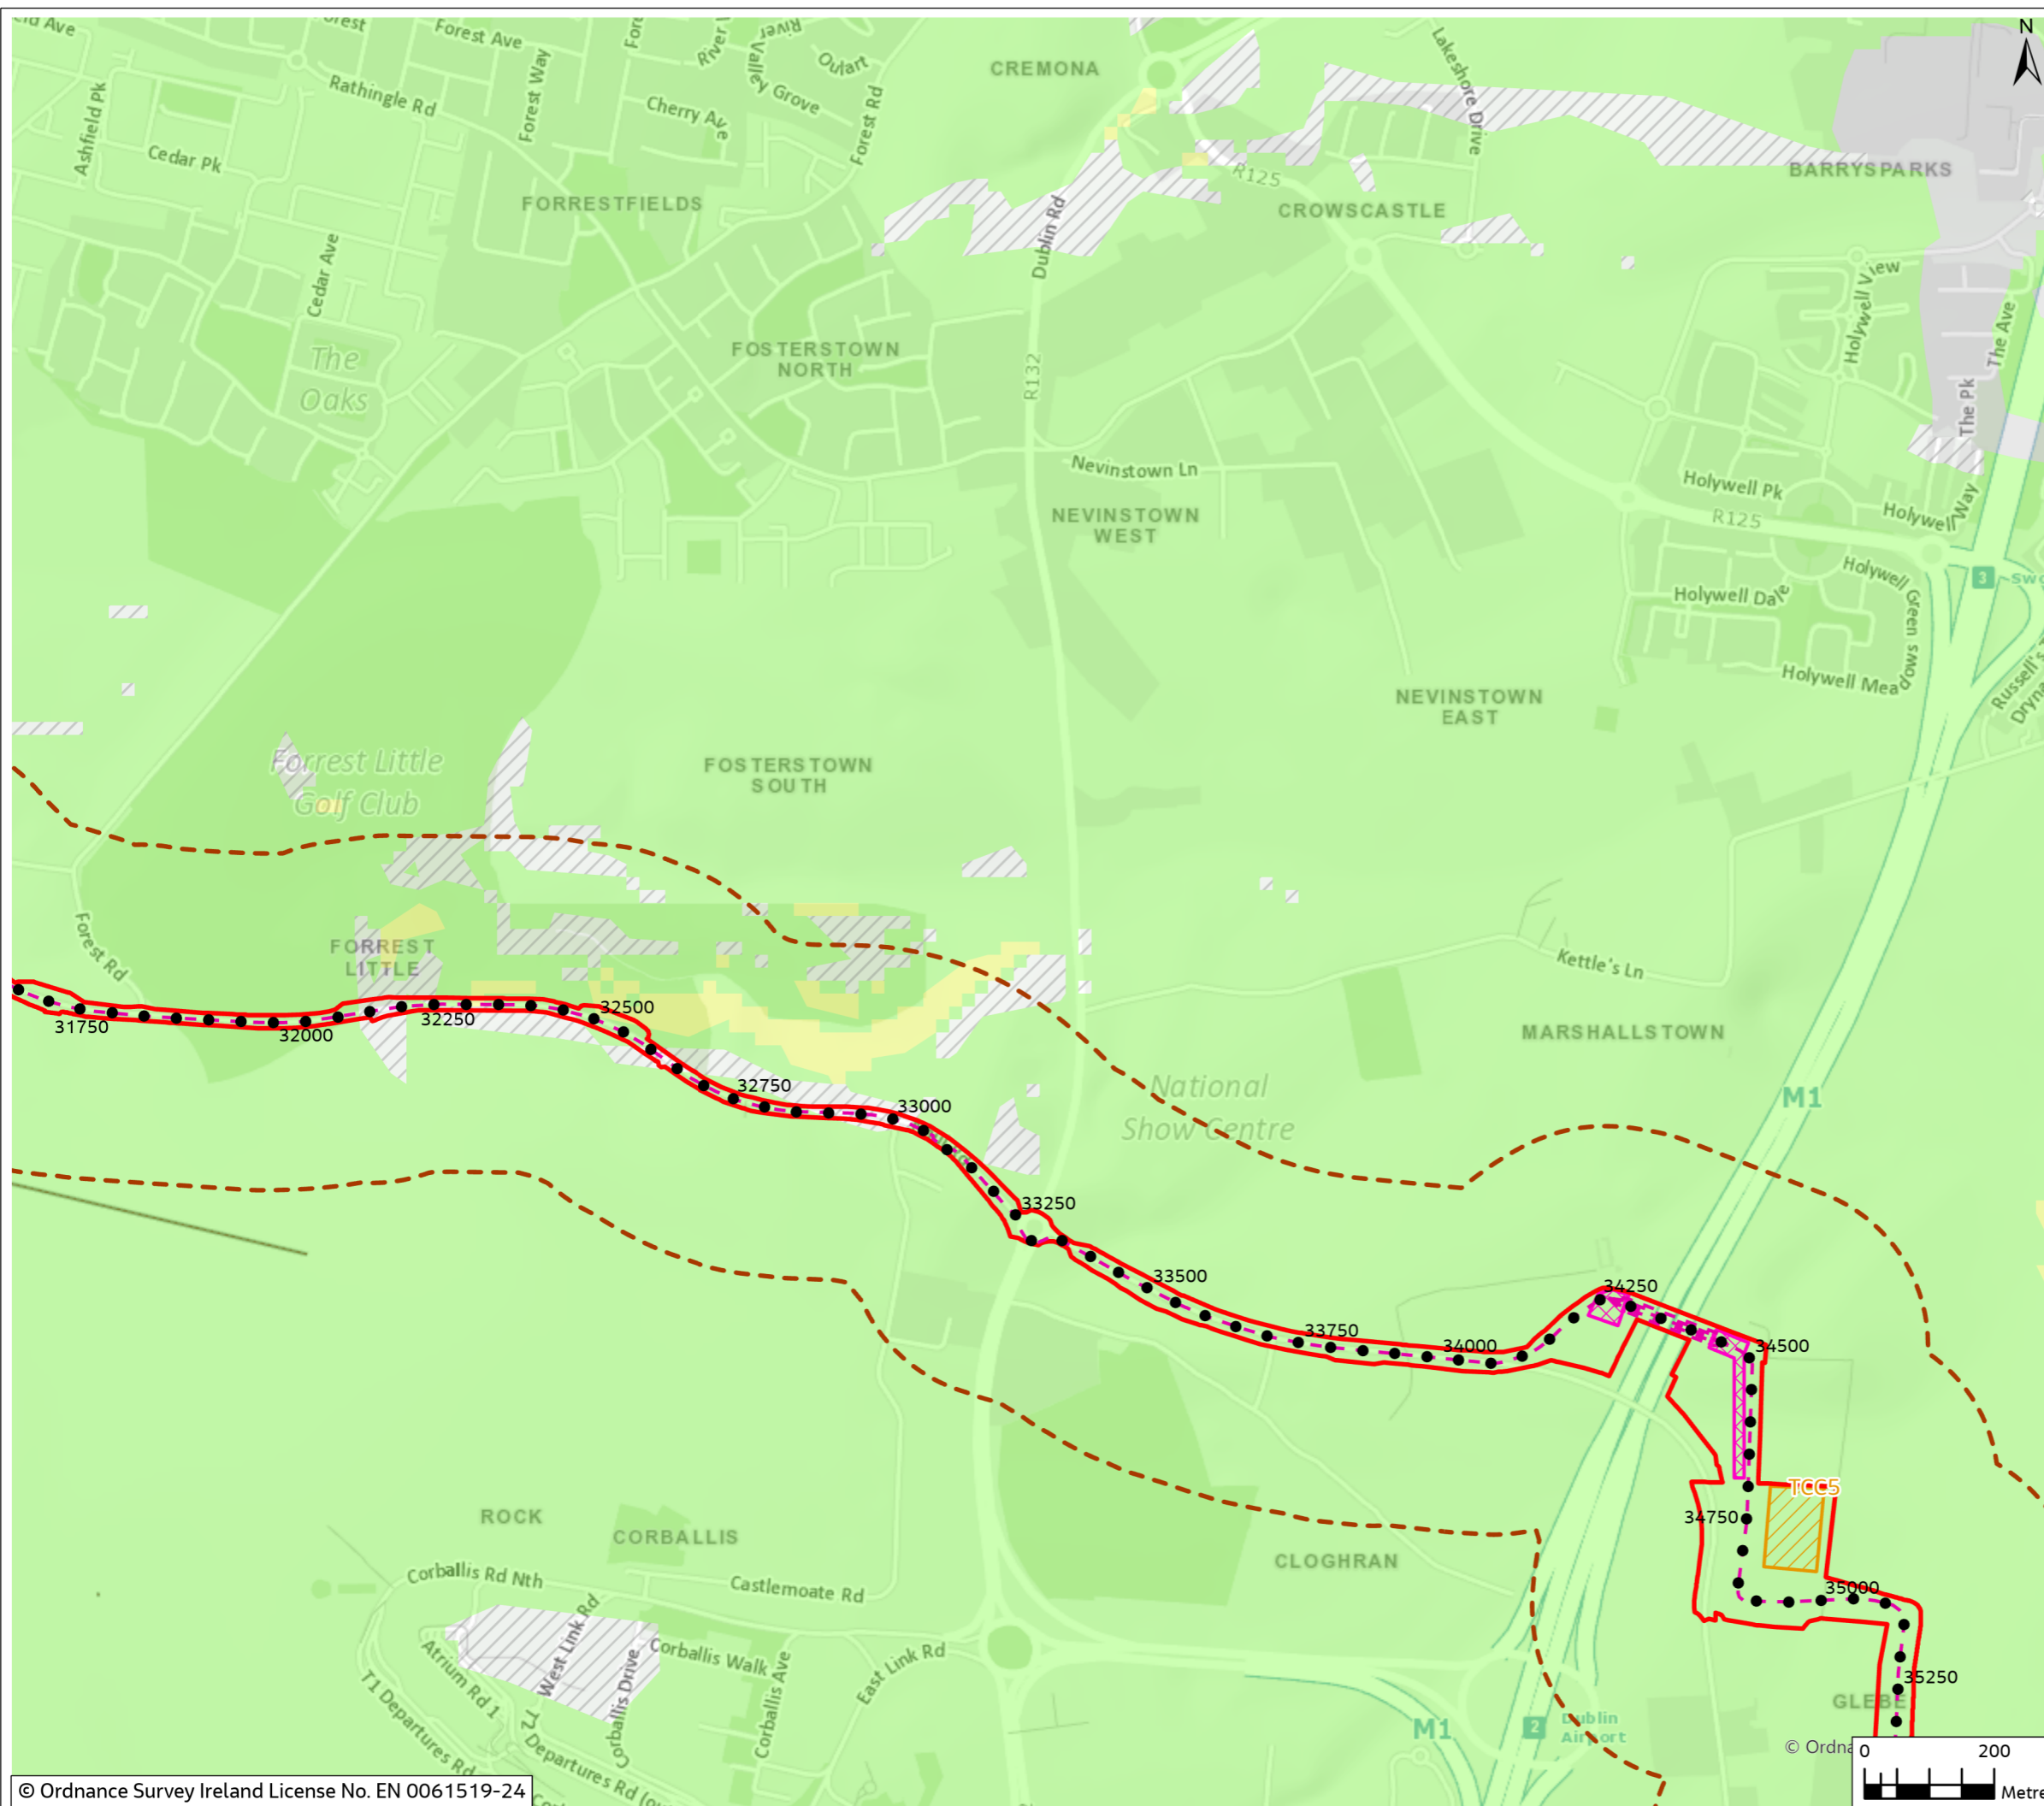 N
Forest Ave
River
Valley Grove
Oulart
Rathingle Rd
Forest Way
Cherry Ave
Forest Rd
Ashfield Pk
Cedar Pk
CREMONA
Lakeshore Drive
R125
BARRYSPARKS
FORRESTFIELDS
CROWSCASTLE
Dublin Rd
Cedar Ave
Holywell View
The Ave
The Oaks
FOSTERSTOWN
NORTH
R132
The Pk
Nevinstown Ln
Holywell Pk
Holywell Way
R125
NEVINSTOWN
WEST
Holywell Dale
Holywell Green
3
Holywell Meadows
Russell's
NEVINSTOWN
EAST
Forrest Little
Golf Club
FOSTERSTOWN
SOUTH
Forest Rd
FORREST
LITTLE
Kettle's Ln
MARSHALLSTOWN
31750
32000
32250
32500
32750
33000
National
Show Centre
M1
33250
33500
33750
34000
34250
34500
TCC5
34750
35000
35250
ROCK
CORBALLIS
CLOGHRAN
Corballis Rd Nth
Castlemoate Rd
West Link Rd
Corballis Walk
Corballis Drive
Corballis Ave
East Link Rd
Atrium Rd 1
T1 Departures Rd
T2 Departures Rd
GLEBE
M1
2
Dublin
Airport
© Ordna
0 200
Metre
© Ordnance Survey Ireland License No. EN 0061519-24